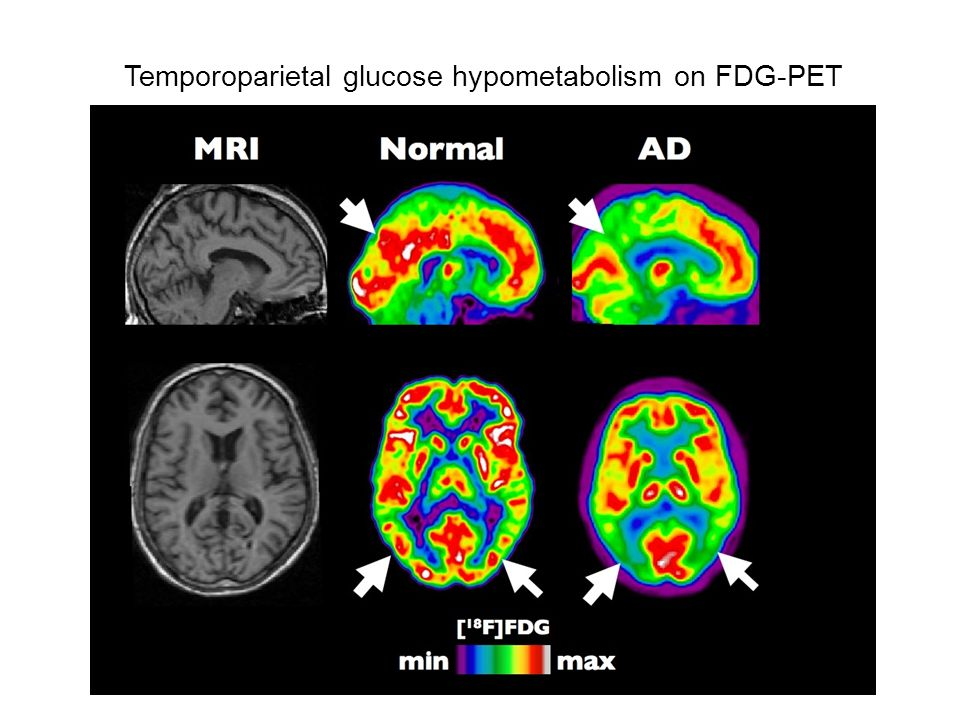 Temporoparietal glucose hypometabolism on FDG-PET
MRI Normal AD
[¹⁸F]FDG
min max